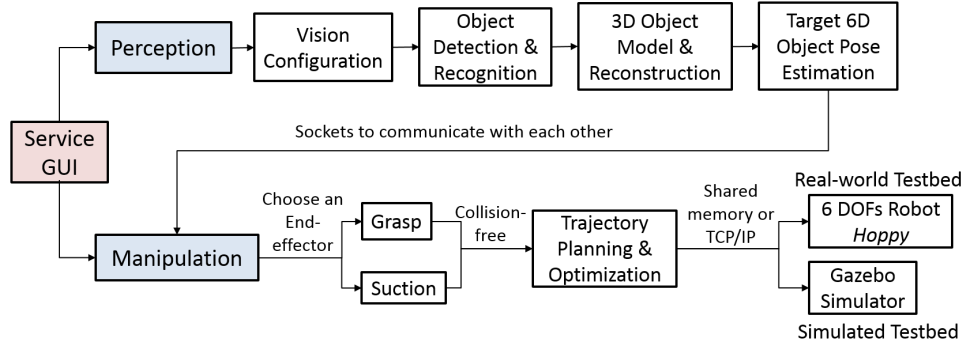 Perception
Vision
Configuration
Object
Detection &
Recognition
3D Object
Model &
Reconstruction
Target 6D
Object Pose
Estimation
Sockets to communicate with each other
Service
GUI
Manipulation
Choose an
End-
effector
Grasp
Suction
Collision-
free
Trajectory
Planning &
Optimization
Shared
memory or
TCP/IP
Real-world Testbed
6 DOFs Robot
Hoppy
Gazebo
Simulator
Simulated Testbed